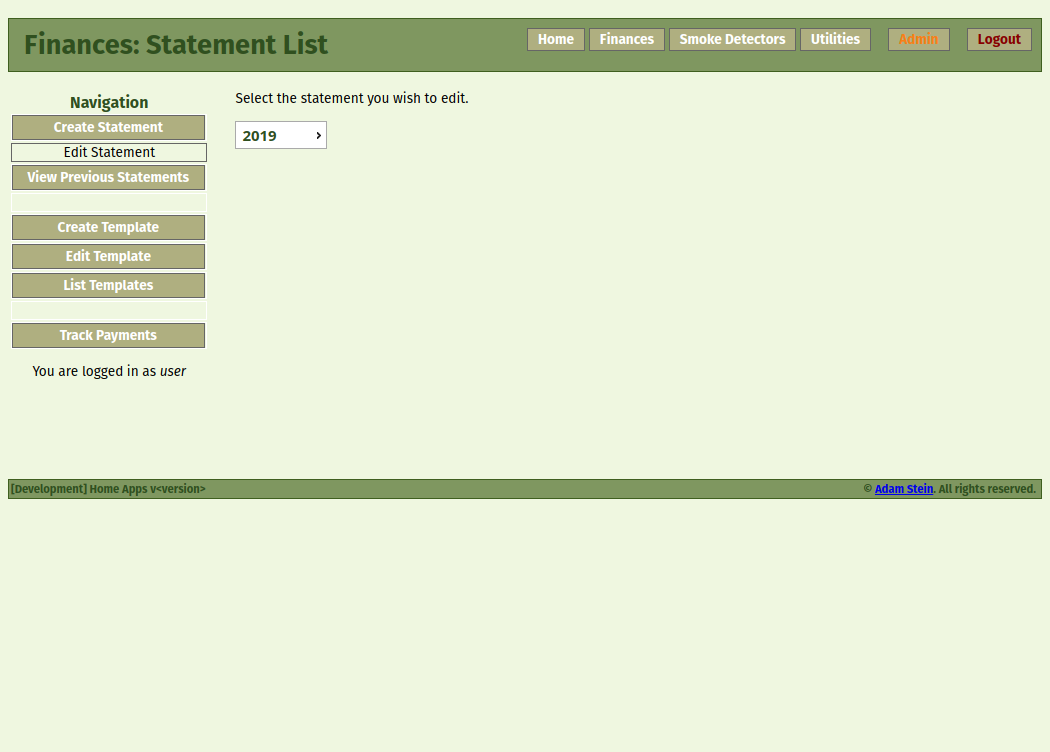 Finances: Statement List
Home Finances Smoke Detectors Utilities Admin Logout
Navigation
Create Statement
Edit Statement
View Previous Statements
Create Template
Edit Template
List Templates
Track Payments
You are logged in as user
Select the statement you wish to edit.
2019 ›
[Development] Home Apps v<version>
© Adam Stein. All rights reserved.